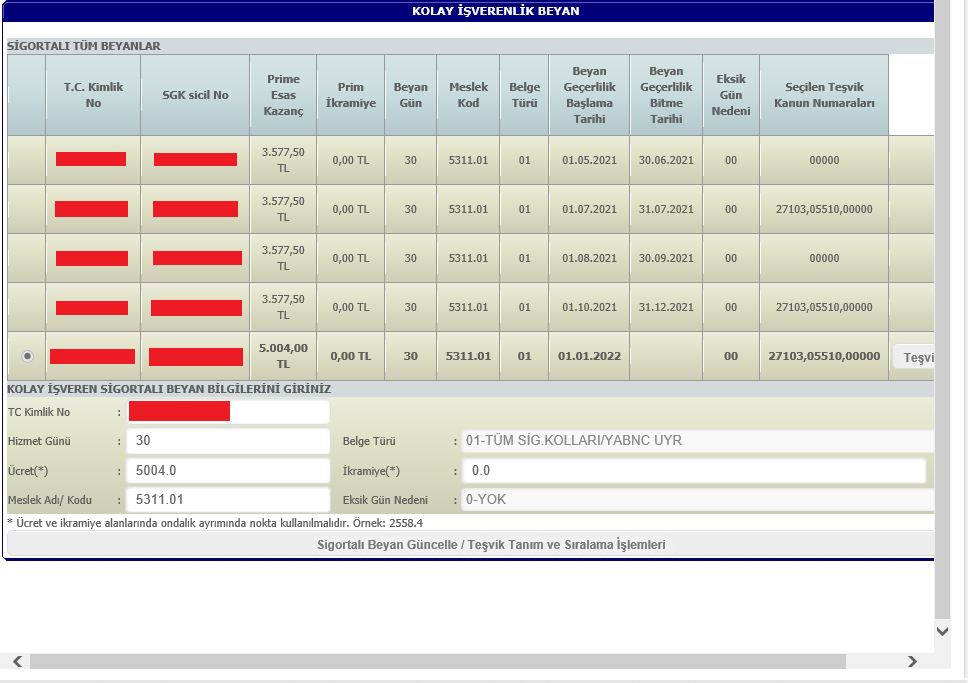 KOLAY İŞVERENLİK BEYAN
SİGORTALI TÜM BEYANLAR
T.C. Kimlik No SGK sicil No Prime Esas Kazanç Prim İkramiye Beyan Gün Meslek Kod Belge Türü Beyan Geçerlilik Başlama Tarihi Beyan Geçerlilik Bitme Tarihi Eksik Gün Nedeni Seçilen Teşvik Kanun Numaraları
3.577,50 TL 0,00 TL 30 5311.01 01 01.05.2021 30.06.2021 00 00000
3.577,50 TL 0,00 TL 30 5311.01 01 01.07.2021 31.07.2021 00 27103,05510,00000
3.577,50 TL 0,00 TL 30 5311.01 01 01.08.2021 30.09.2021 00 00000
3.577,50 TL 0,00 TL 30 5311.01 01 01.10.2021 31.12.2021 00 27103,05510,00000
5.004,00 TL 0,00 TL 30 5311.01 01 01.01.2022 00 27103,05510,00000 Teşvi
KOLAY İŞVEREN SİGORTALI BEYAN BİLGİLERİNİ GİRİNİZ
TC Kimlik No :
Hizmet Günü : 30 Belge Türü : 01-TÜM SİG.KOLLARI/YABNC UYR
Ücret(*) : 5004.0 İkramiye(*) : 0.0
Meslek Adı/ Kodu : 5311.01 Eksik Gün Nedeni : 0-YOK
* Ücret ve ikramiye alanlarında ondalık ayrımında nokta kullanılmalıdır. Örnek: 2558.4
Sigortalı Beyan Güncelle / Teşvik Tanım ve Sıralama İşlemleri